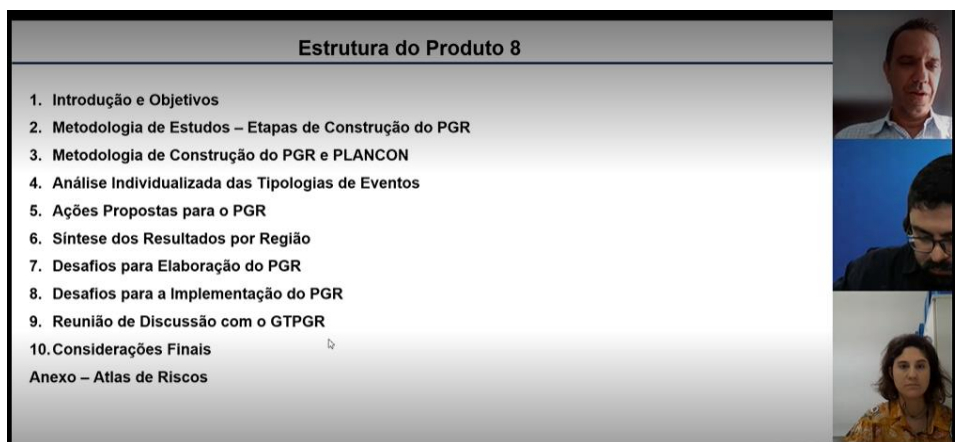 Estrutura do Produto 8
1. Introdução e Objetivos
2. Metodologia de Estudos – Etapas de Construção do PGR
3. Metodologia de Construção do PGR e PLANCON
4. Análise Individualizada das Tipologias de Eventos
5. Ações Propostas para o PGR
6. Síntese dos Resultados por Região
7. Desafios para Elaboração do PGR
8. Desafios para a Implementação do PGR
9. Reunião de Discussão com o GTPGR
10. Considerações Finais
Anexo – Atlas de Riscos